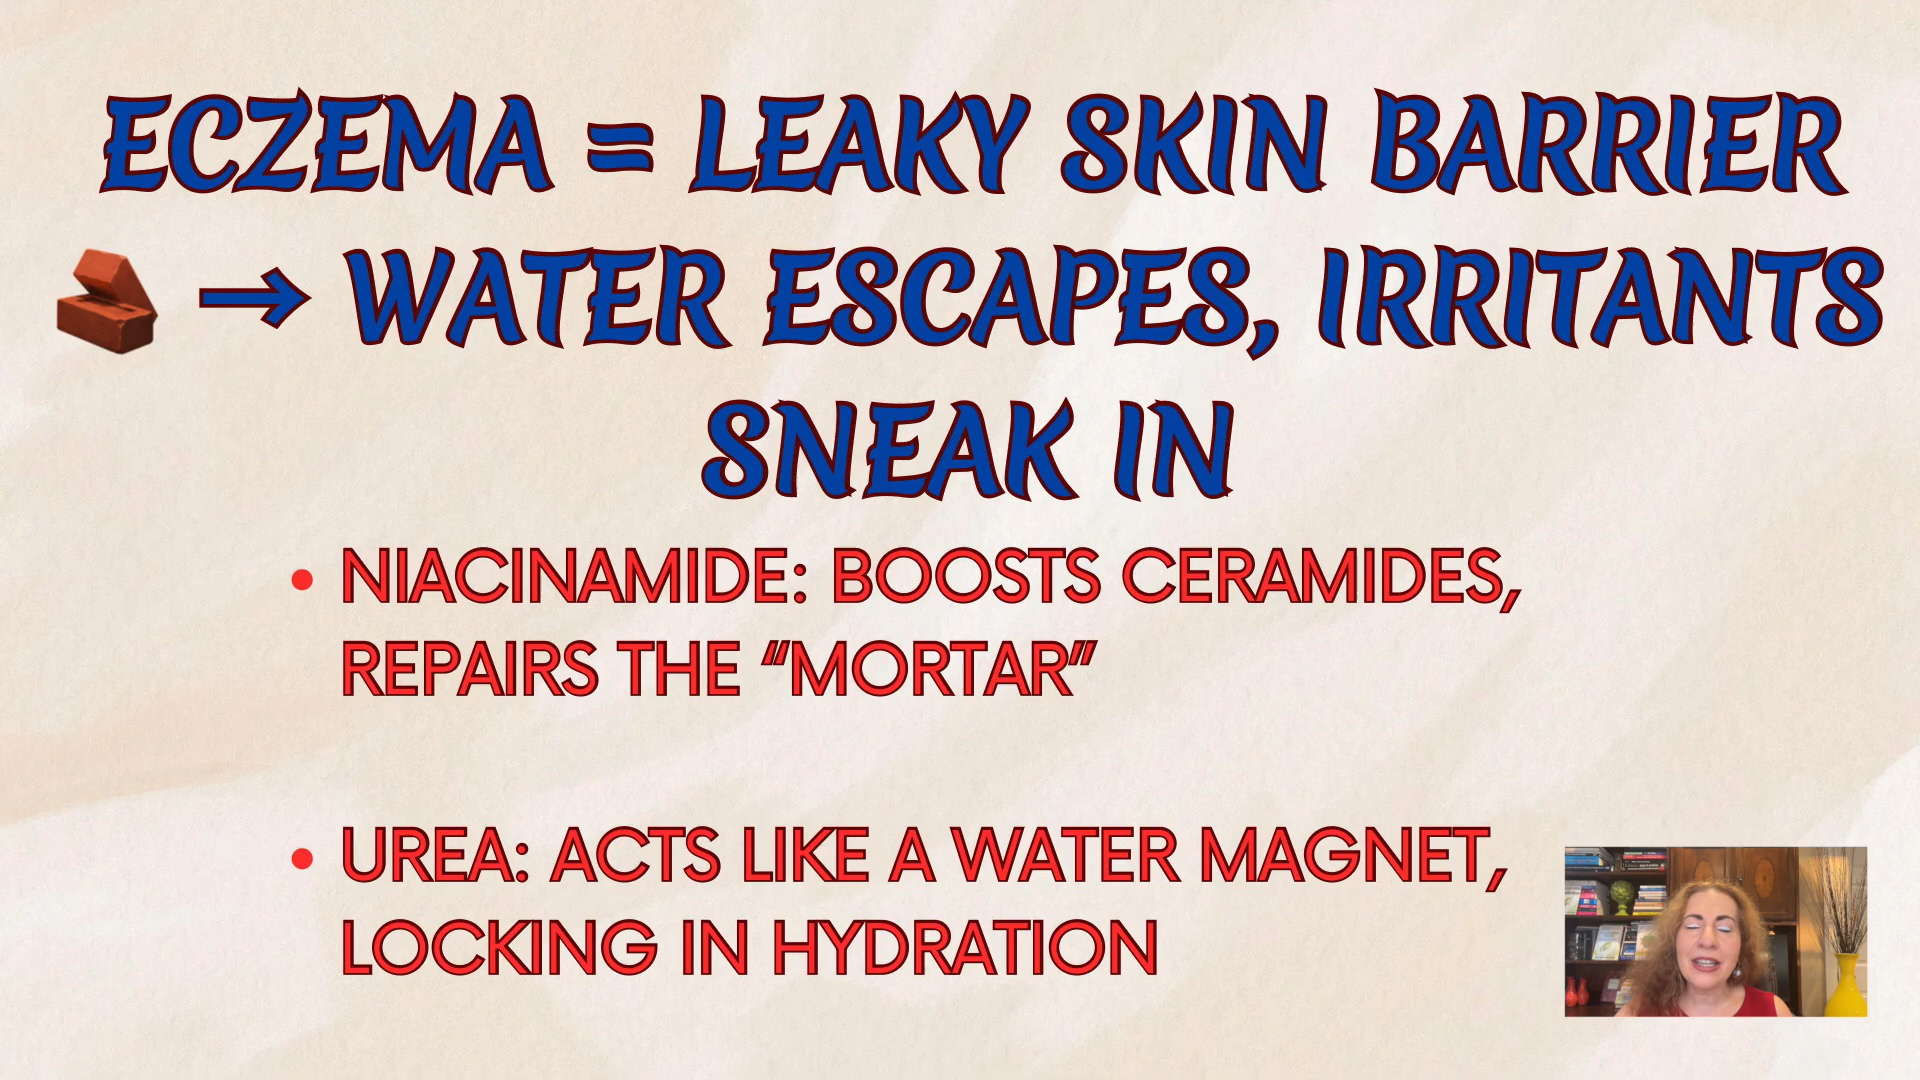 ECZEMA = LEAKY SKIN BARRIER
🧱 → WATER ESCAPES, IRRITANTS
SNEAK IN
• NIACINAMIDE: BOOSTS CERAMIDES,
REPAIRS THE “MORTAR”
• UREA: ACTS LIKE A WATER MAGNET,
LOCKING IN HYDRATION